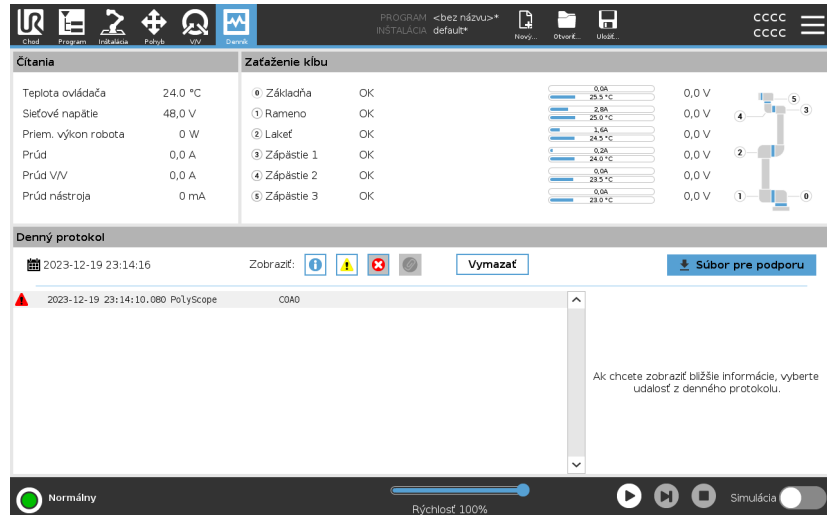 PROGRAM <bez názvu>*
INŠTALÁCIA default*
CCCC
CCCC
Chod Program Inštalácia Pohyb V/V Denník Nový... Otvoriť... Uložiť...
Čítania
Teplota ovládača 24.0 °C
Sieťové napätie 48,0 V
Priem. výkon robota 0 W
Prúd 0,0 A
Prúd V/V 0,0 A
Prúd nástroja 0 mA
Zaťaženie kĺbu
0 Základňa OK 0,0A 25.5 °C 0,0 V
1 Rameno OK 2,8A 25.0 °C 0,0 V
2 Lakeť OK 1,6A 24.5 °C 0,0 V
3 Zápästie 1 OK 0,2A 24.0 °C 0,0 V
4 Zápästie 2 OK 0,0A 23.5 °C 0,0 V
5 Zápästie 3 OK 0,0A 23.0 °C 0,0 V
5
4 3
2
1 0
Denný protokol
2023-12-19 23:14:16 Zobraziť: Vymazať Súbor pre podporu
2023-12-19 23:14:10.080 PolyScope C0A0
Ak chcete zobraziť bližšie informácie, vyberte
udalosť z denného protokolu.
Normálny
Rýchlosť 100%
Simulácia